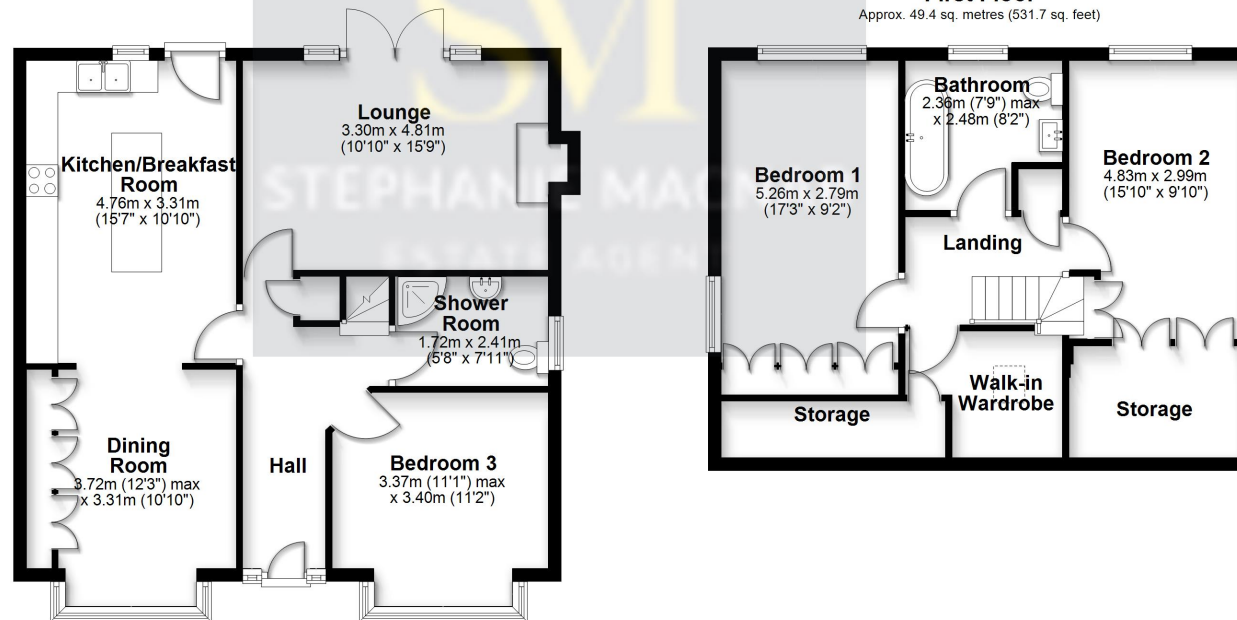 Approx. 49.4 sq. metres (531.7 sq. feet)
SM
STEPHANIE MAC
ESTATE AGEN
Lounge
3.30m x 4.81m
(10'10" x 15'9")
Kitchen/Breakfast
Room
4.76m x 3.31m
(15'7" x 10'10")
Shower
Room
1.72m x 2.41m
(5'8" x 7'11")
Dining
Room
3.72m (12'3") max
x 3.31m (10'10")
Hall
Bedroom 3
3.37m (11'1") max
x 3.40m (11'2")
Bathroom
2.36m (7'9") max
x 2.48m (8'2")
Bedroom 1
5.26m x 2.79m
(17'3" x 9'2")
Bedroom 2
4.83m x 2.99m
(15'10" x 9'10")
Landing
Walk-in
Wardrobe
Storage
Storage